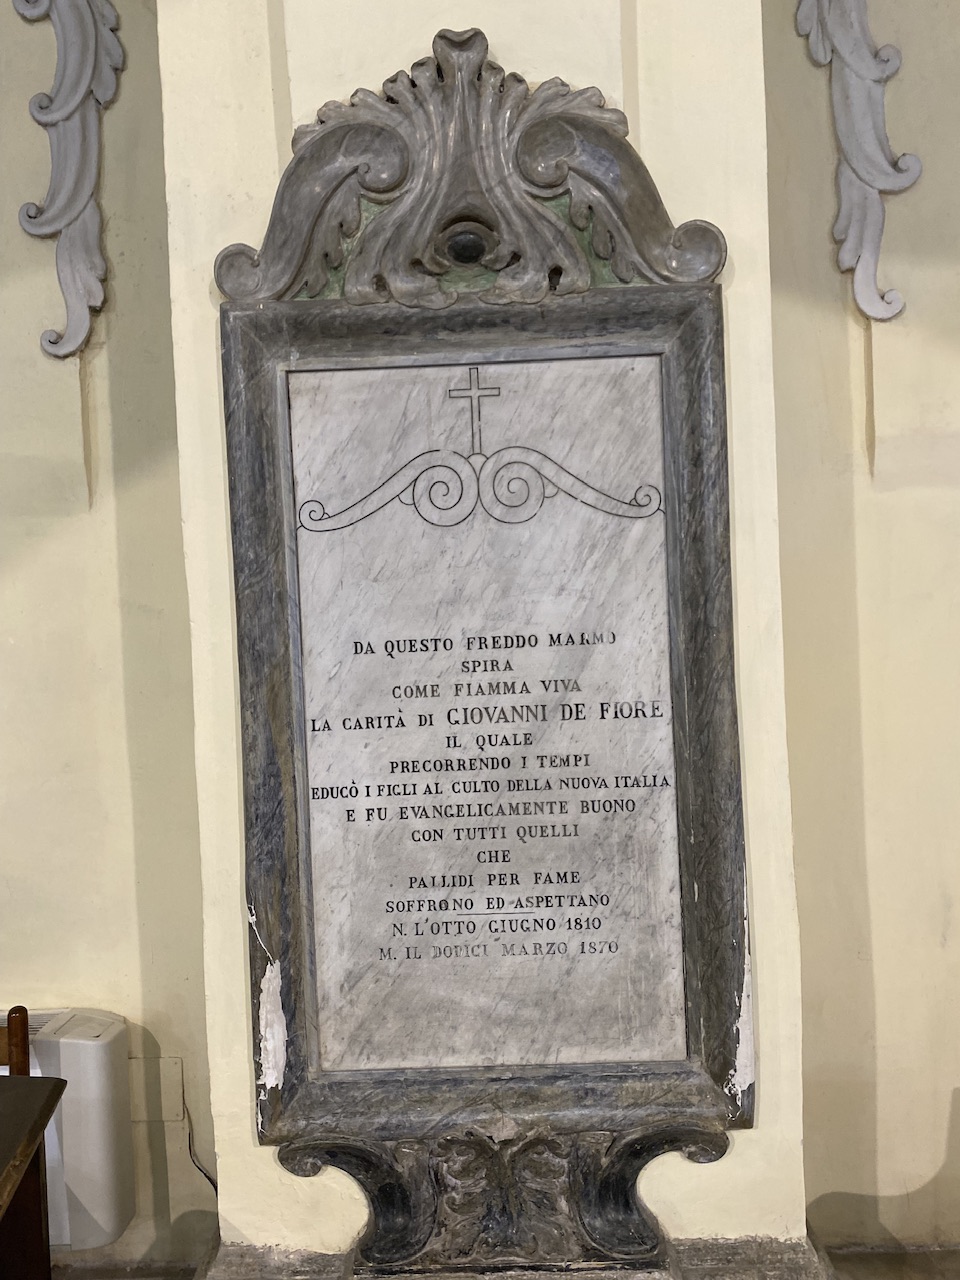 DA QUESTO FREDDO MARMO
SPIRA
COME FIAMMA VIVA
LA CARITÀ DI GIOVANNI DE FIORE
IL QUALE
PRECORRENDO I TEMPI
EDUCÒ I FIGLI AL CULTO DELLA NUOVA ITALIA
E FU EVANGELICAMENTE BUONO
CON TUTTI QUELLI
CHE
PALLIDI PER FAME
SOFFRONO ED ASPETTANO
N. L'OTTO GIUGNO 1810
M. IL DODICI MARZO 1870